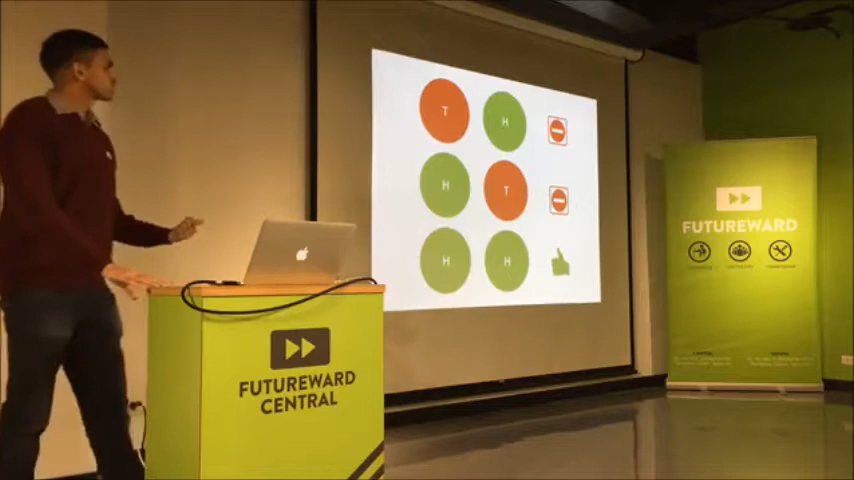 T H
H T
H H
FUTUREWARD
CENTRAL
FUTUREWARD